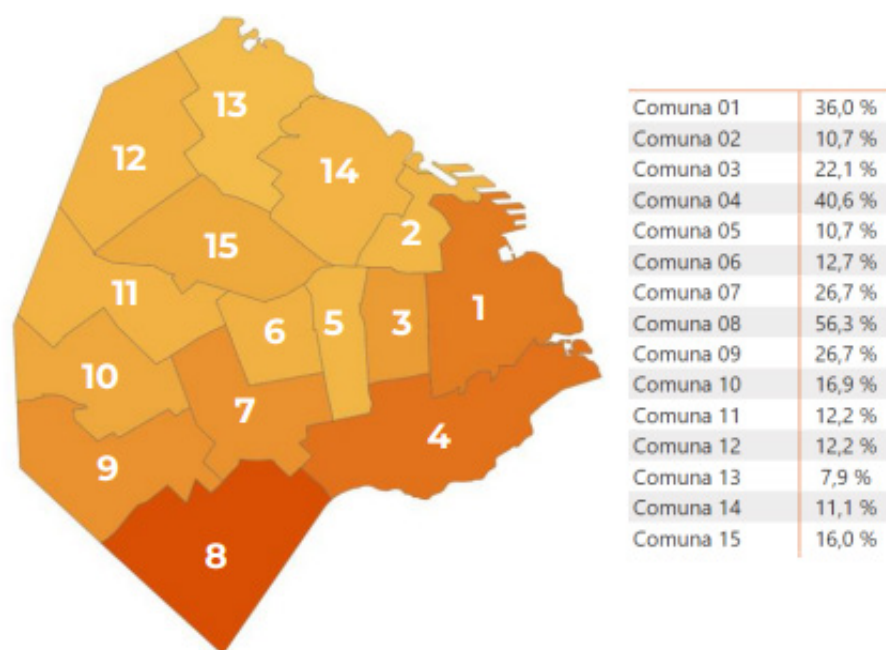 13
12
14
15
2
11
1
6
5
3
10
7
4
9
8
Comuna 01 36,0 %
Comuna 02 10,7 %
Comuna 03 22,1 %
Comuna 04 40,6 %
Comuna 05 10,7 %
Comuna 06 12,7 %
Comuna 07 26,7 %
Comuna 08 56,3 %
Comuna 09 26,7 %
Comuna 10 16,9 %
Comuna 11 12,2 %
Comuna 12 12,2 %
Comuna 13 7,9 %
Comuna 14 11,1 %
Comuna 15 16,0 %